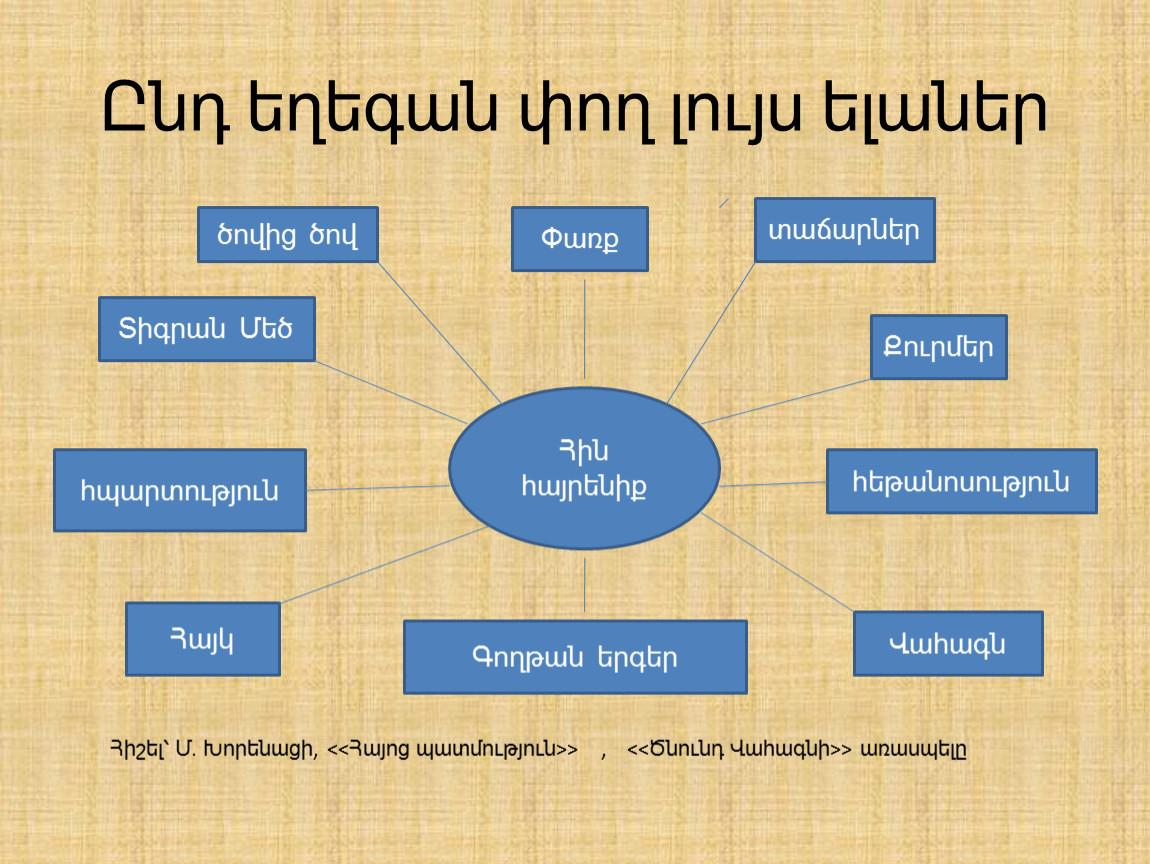 Ընդ եղեգան փող լույս ելաներ
ծովից ծով
Փառք
տաճարներ
Տիգրան Մեծ
Քուրմեր
Հին
հայրենիք
հպարտություն
հեթանոսություն
Հայկ
Գողթան երգեր
Վահագն
Հիշել՝ Մ. Խորենացի, <<Հայոց պատմություն>> , <<Ծնունդ Վահագնի>> առասպելը